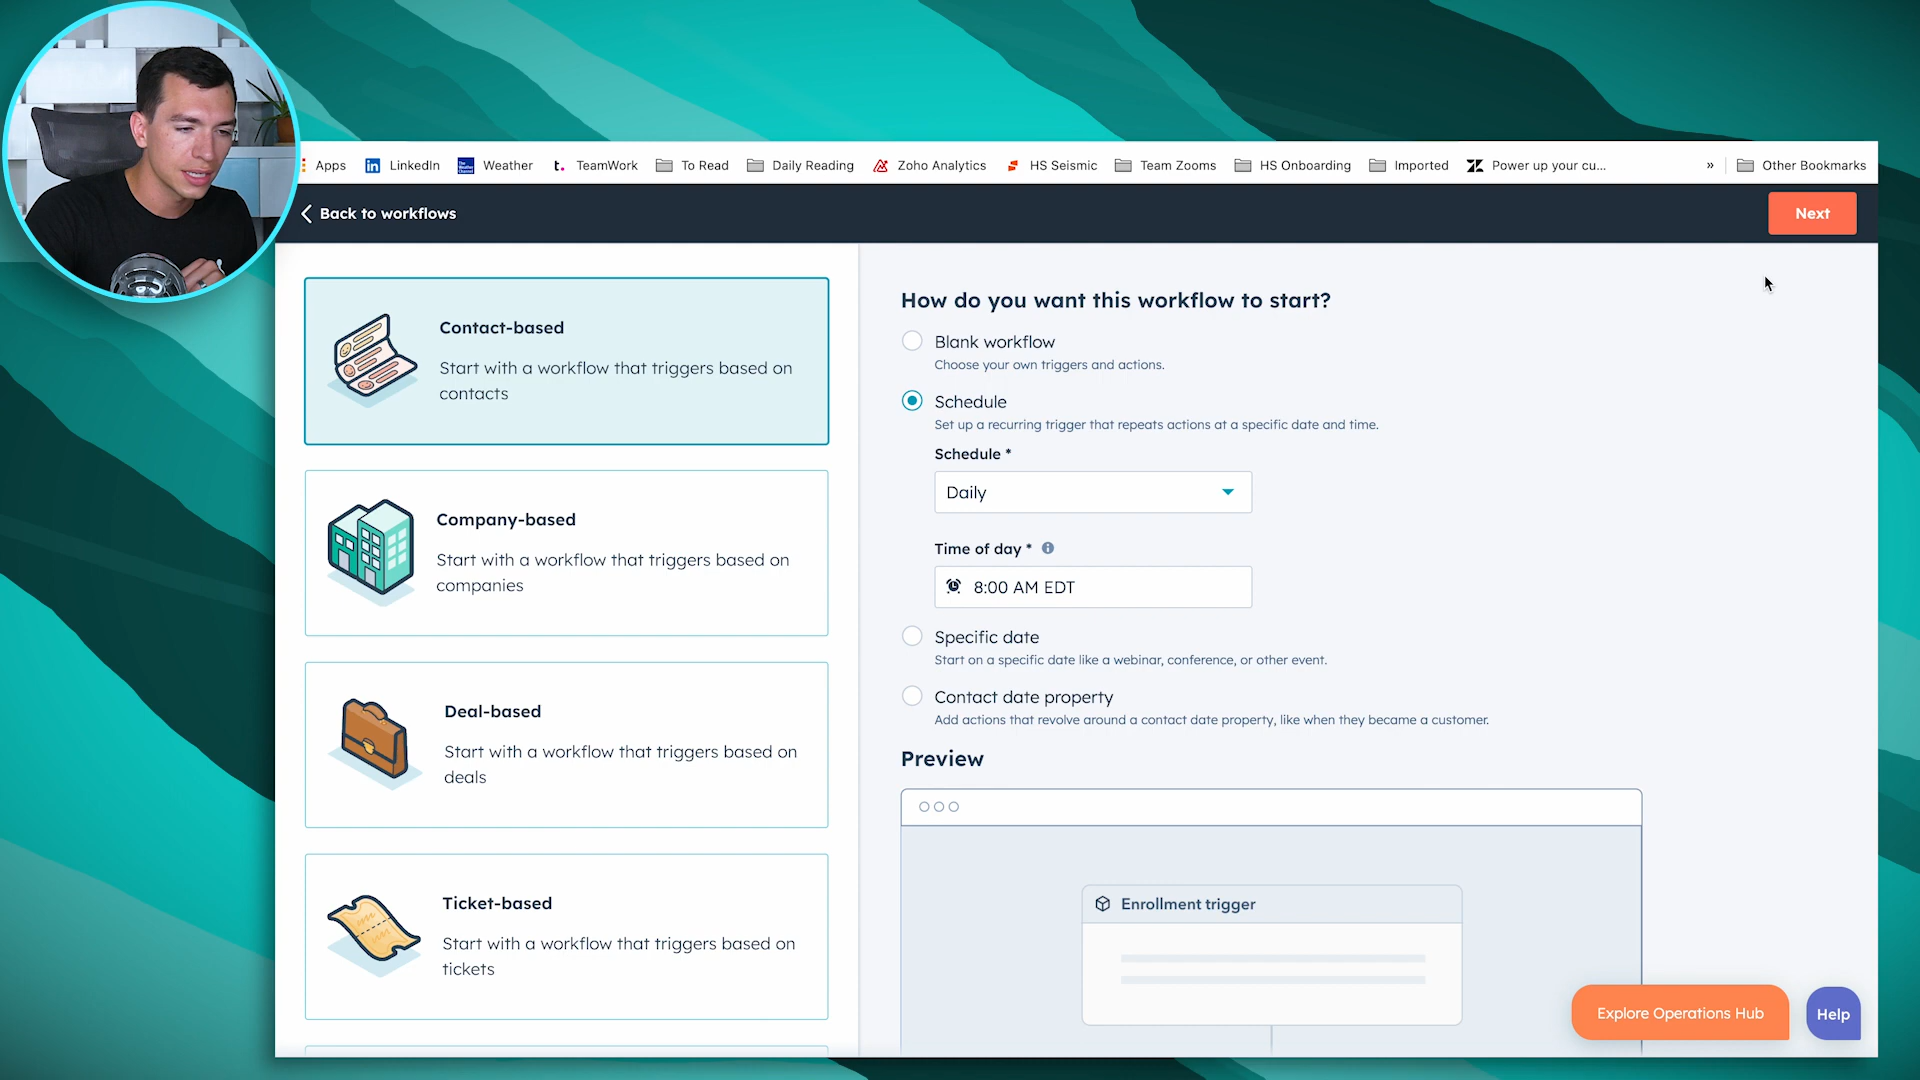 Apps LinkedIn Weather TeamWork To Read Daily Reading Zoho Analytics HS Seismic Team Zooms HS Onboarding Imported Power up your cu... » Other Bookmarks
Back to workflows
Next
Contact-based
Start with a workflow that triggers based on
contacts
Company-based
Start with a workflow that triggers based on
companies
Deal-based
Start with a workflow that triggers based on
deals
Ticket-based
Start with a workflow that triggers based on
tickets
How do you want this workflow to start?
Blank workflow
Choose your own triggers and actions.
Schedule
Set up a recurring trigger that repeats actions at a specific date and time.
Schedule *
Daily
Time of day *
8:00 AM EDT
Specific date
Start on a specific date like a webinar, conference, or other event.
Contact date property
Add actions that revolve around a contact date property, like when they became a customer.
Preview
Enrollment trigger
Explore Operations Hub
Help